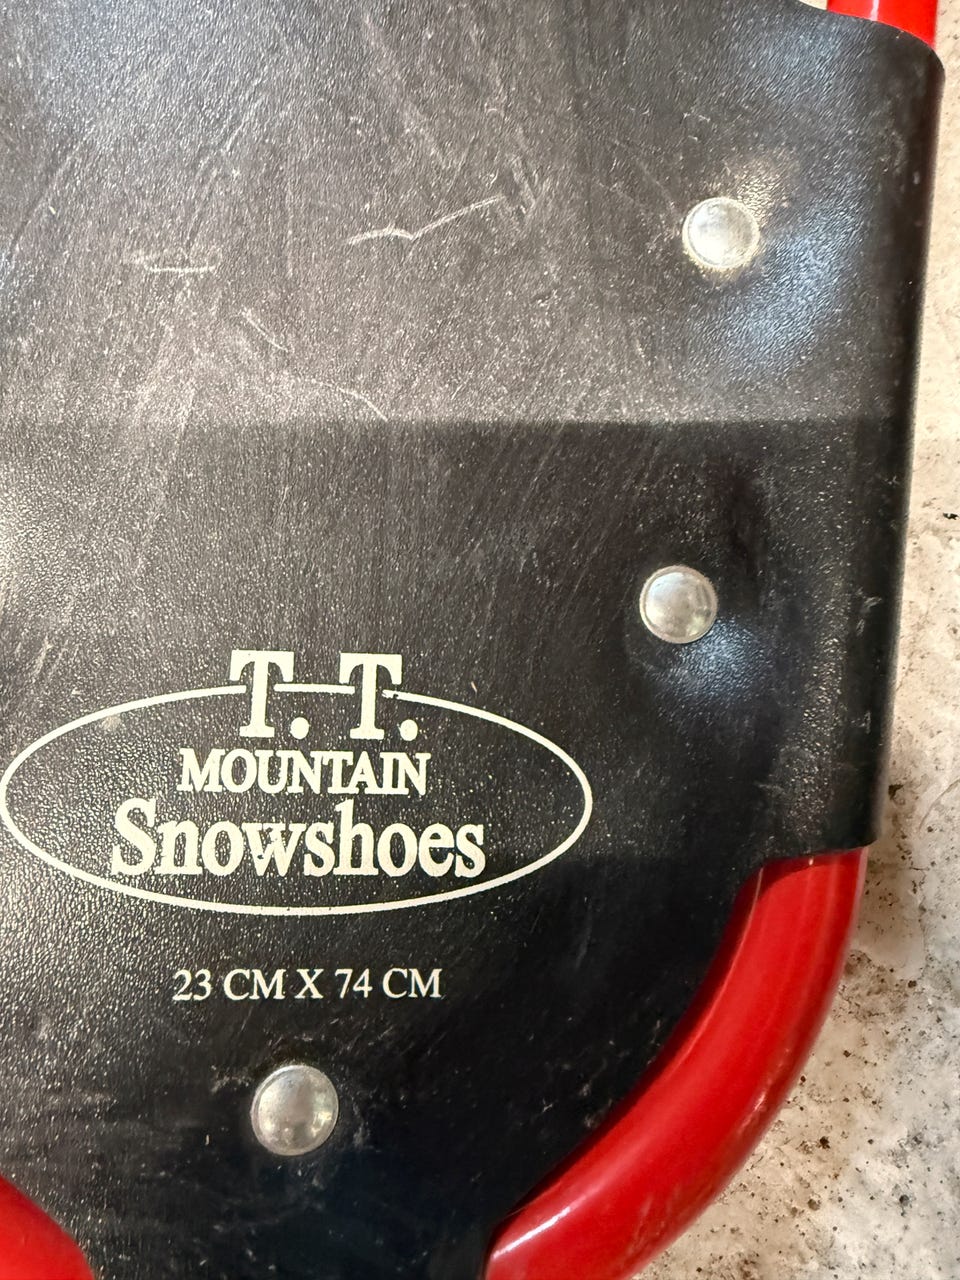 T. T.
MOUNTAIN
Snowshoes
23 CM X 74 CM